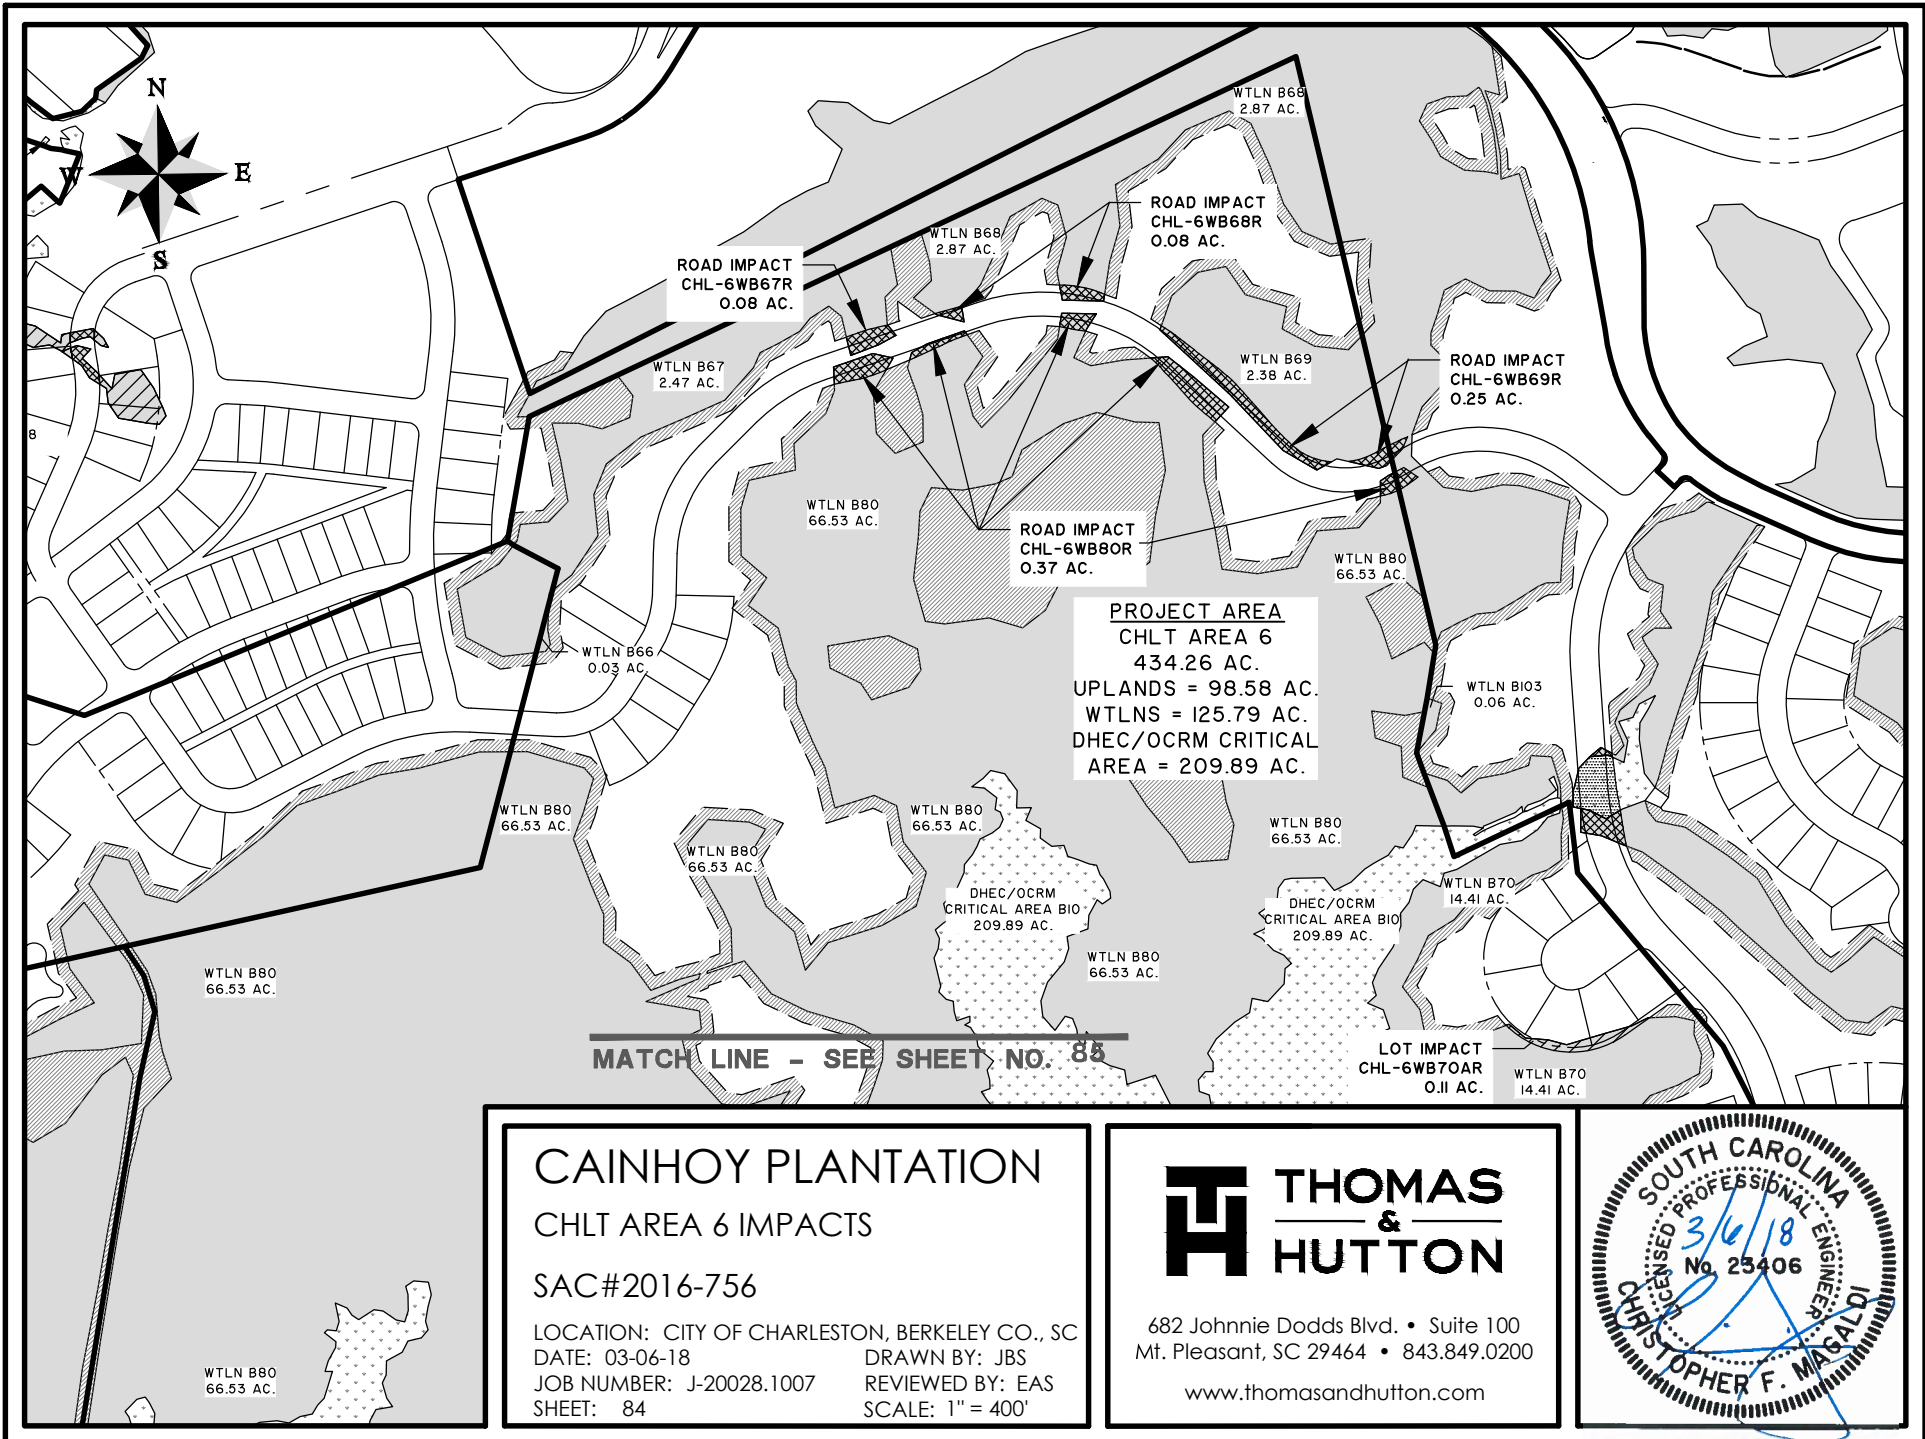 N
W
E
S
8
WTLN B68
2.87 AC.
ROAD IMPACT
CHL-6WB68R
0.08 AC.
WTLN B68
2.87 AC.
ROAD IMPACT
CHL-6WB67R
0.08 AC.
WTLN B67
2.47 AC.
WTLN B69
2.38 AC.
ROAD IMPACT
CHL-6WB69R
0.25 AC.
WTLN B80
66.53 AC.
ROAD IMPACT
CHL-6WB80R
0.37 AC.
WTLN B80
66.53 AC.
WTLN B66
0.03 AC.
PROJECT AREA
CHLT AREA 6
434.26 AC.
UPLANDS = 98.58 AC.
WTLNS = 125.79 AC.
DHEC/OCRM CRITICAL
AREA = 209.89 AC.
WTLN B103
0.06 AC.
WTLN B80
66.53 AC.
WTLN B80
66.53 AC.
WTLN B80
66.53 AC.
WTLN B80
66.53 AC.
DHEC/OCRM
CRITICAL AREA B10
209.89 AC.
DHEC/OCRM
CRITICAL AREA B10
209.89 AC.
WTLN B70
14.41 AC.
WTLN B80
66.53 AC.
WTLN B80
66.53 AC.
MATCH LINE - SEE SHEET NO. 85
LOT IMPACT
CHL-6WB70AR
0.11 AC.
WTLN B70
14.41 AC.
WTLN B80
66.53 AC.
CAINHOY PLANTATION
CHLT AREA 6 IMPACTS
SAC#2016-756
LOCATION: CITY OF CHARLESTON, BERKELEY CO., SC
DATE: 03-06-18 DRAWN BY: JBS
JOB NUMBER: J-20028.1007 REVIEWED BY: EAS
SHEET: 84 SCALE: 1" = 400'
TH
THOMAS
&
HUTTON
682 Johnnie Dodds Blvd. • Suite 100
Mt. Pleasant, SC 29464 • 843.849.0200
www.thomasandhutton.com
SOUTH CAROLINA
LICENSED PROFESSIONAL ENGINEER
3/6/18
No. 23406
CHRISTOPHER F. MAGALDI